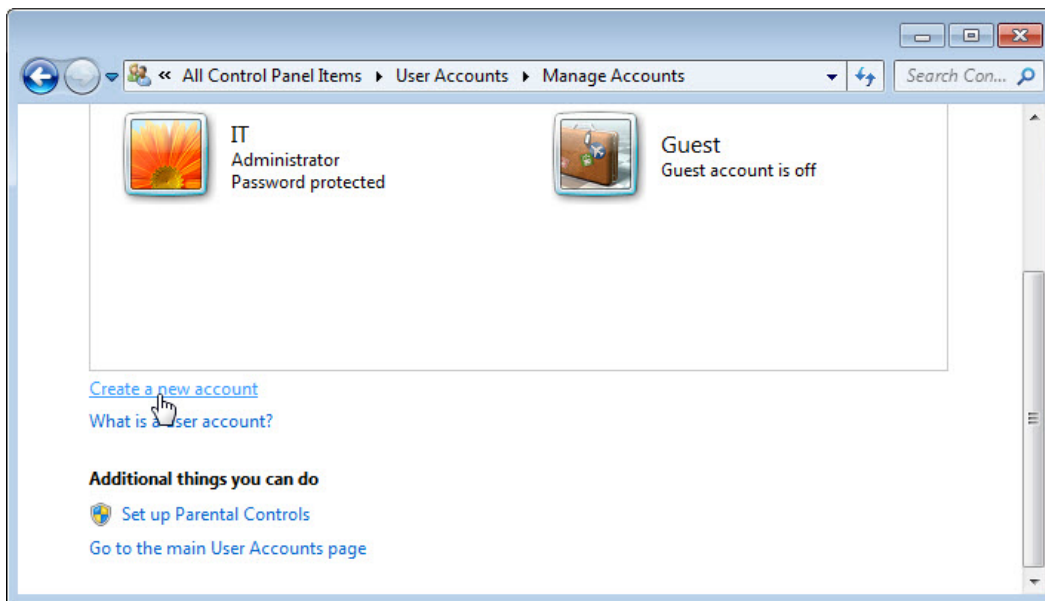 « All Control Panel Items ▸ User Accounts ▸ Manage Accounts
Search Con...
IT
Administrator
Password protected
Guest
Guest account is off
Create a new account
What is a user account?
Additional things you can do
Set up Parental Controls
Go to the main User Accounts page